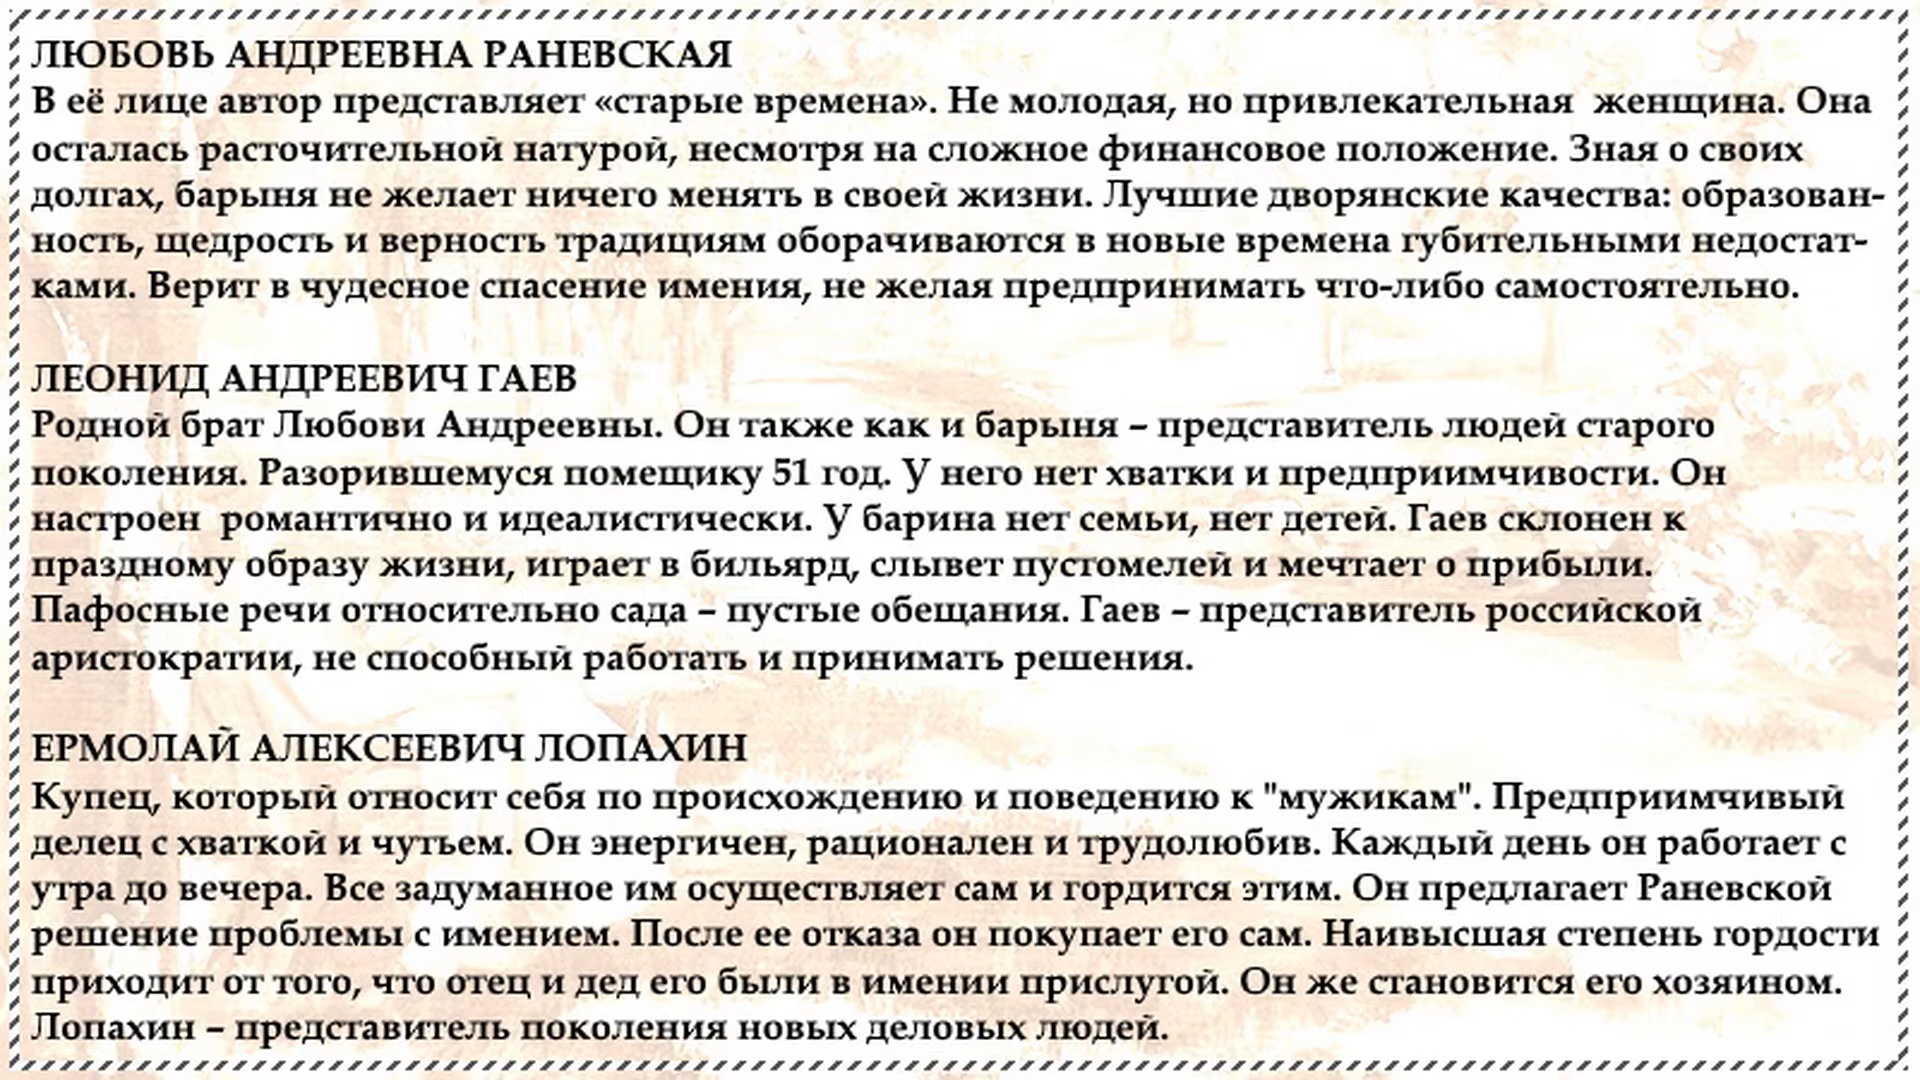 ЛЮБОВЬ АНДРЕЕВНА РАНЕВСКАЯ
В её лице автор представляет «старые времена». Не молодая, но привлекательная  женщина. Она
осталась расточительной натурой, несмотря на сложное финансовое положение. Зная о своих
долгах, барыня не желает ничего менять в своей жизни. Лучшие дворянские качества: образован-
ность, щедрость и верность традициям оборачиваются в новые времена губительными недостат-
ками. Верит в чудесное спасение имения, не желая предпринимать что-либо самостоятельно.
ЛЕОНИД АНДРЕЕВИЧ ГАЕВ
Родной брат Любови Андреевны. Он также как и барыня – представитель людей старого
поколения. Разорившемуся помещику 51 год. У него нет хватки и предприимчивости. Он
настроен  романтично и идеалистически. У барина нет семьи, нет детей. Гаев склонен к
праздному образу жизни, играет в бильярд, слывет пустомелей и мечтает о прибыли.
Пафосные речи относительно сада – пустые обещания. Гаев – представитель российской
аристократии, не способный работать и принимать решения.
ЕРМОЛАЙ АЛЕКСЕЕВИЧ ЛОПАХИН
Купец, который относит себя по происхождению и поведению к "мужикам". Предприимчивый
делец с хваткой и чутьем. Он энергичен, рационален и трудолюбив. Каждый день он работает с
утра до вечера. Все задуманное им осуществляет сам и гордится этим. Он предлагает Раневской
решение проблемы с имением. После ее отказа он покупает его сам. Наивысшая степень гордости
приходит от того, что отец и дед его были в имении прислугой. Он же становится его хозяином.
Лопахин – представитель поколения новых деловых людей.